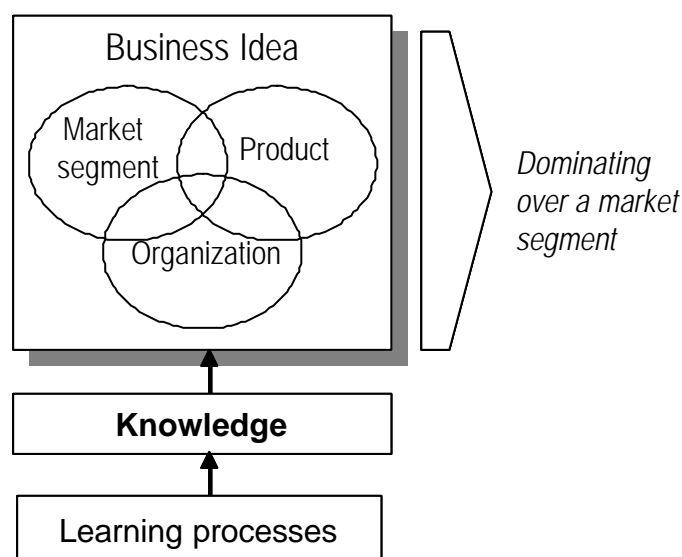 Business Idea
Market
segment
Product
Organization
Dominating
over a market
segment
Knowledge
Learning processes